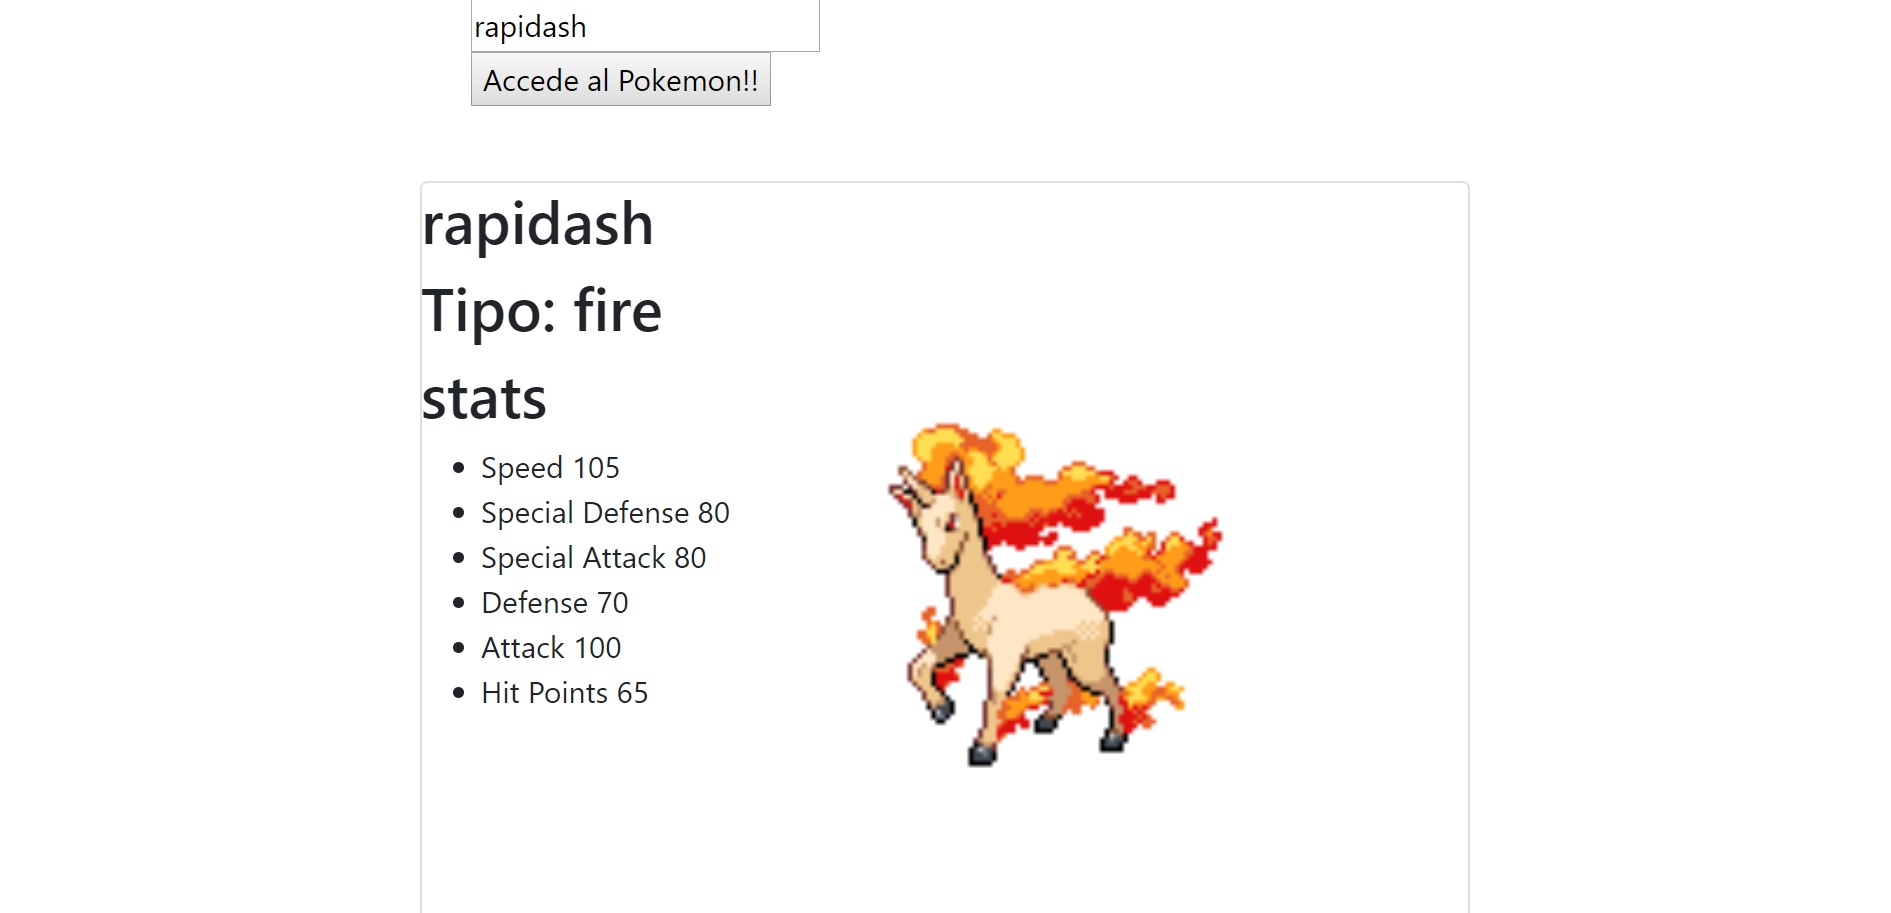 rapidash
Accede al Pokemon!!
rapidash
Tipo: fire
stats
Speed 105
Special Defense 80
Special Attack 80
Defense 70
Attack 100
Hit Points 65